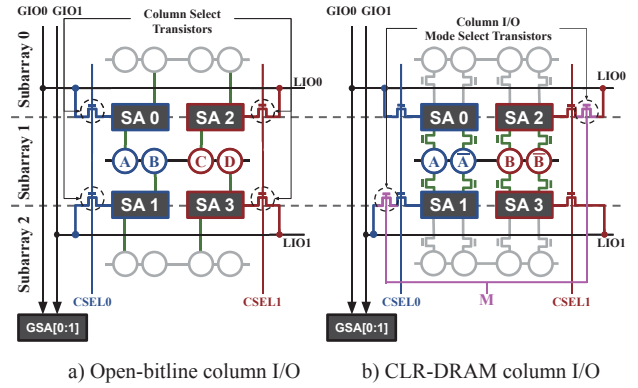 GIO0 GIO1
Column Select
Transistors
Subarray 0
LIO0
SA 0
SA 2
Subarray 1
A
B
C
D
SA 1
SA 3
Subarray 2
LIO1
CSEL0
CSEL1
GSA[0:1]
a) Open-bitline column I/O
GIO0 GIO1
Column I/O
Mode Select Transistors
LIO0
SA 0
SA 2
A
A̅
B
B̅
SA 1
SA 3
LIO1
CSEL0
M
CSEL1
GSA[0:1]
b) CLR-DRAM column I/O